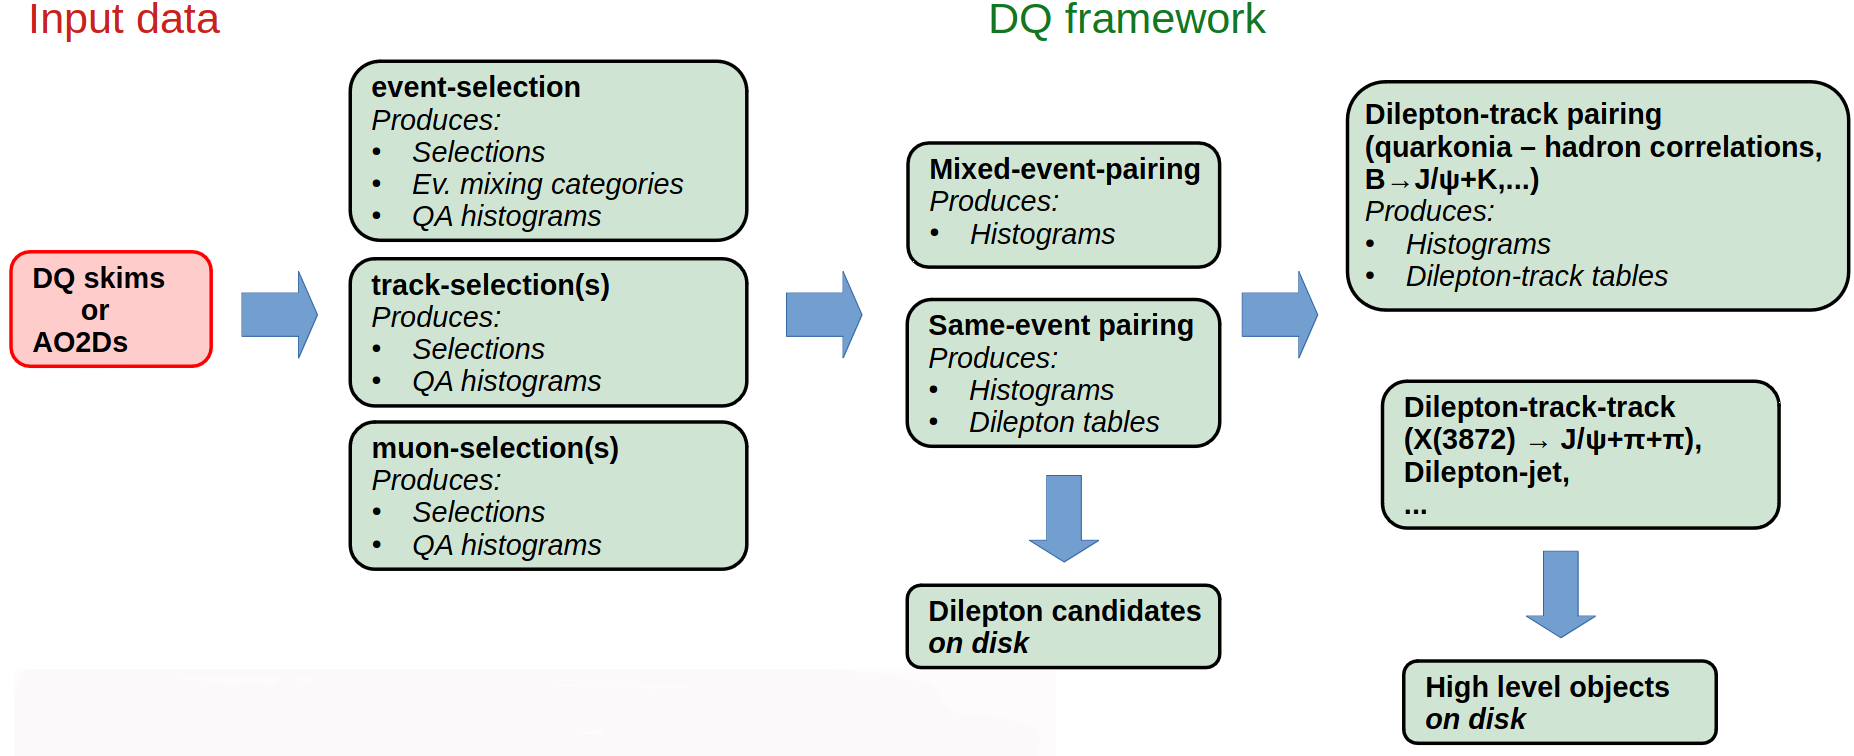 Input data
DQ framework
DQ skims
or
AO2Ds
event-selection
Produces:
• Selections
• Ev. mixing categories
• QA histograms
track-selection(s)
Produces:
• Selections
• QA histograms
muon-selection(s)
Produces:
• Selections
• QA histograms
Mixed-event-pairing
Produces:
• Histograms
Same-event pairing
Produces:
• Histograms
• Dilepton tables
Dilepton candidates
on disk
Dilepton-track pairing
(quarkonia – hadron correlations,
B→J/ψ+K,...)
Produces:
• Histograms
• Dilepton-track tables
Dilepton-track-track
(X(3872) → J/ψ+π+π),
Dilepton-jet,
...
High level objects
on disk